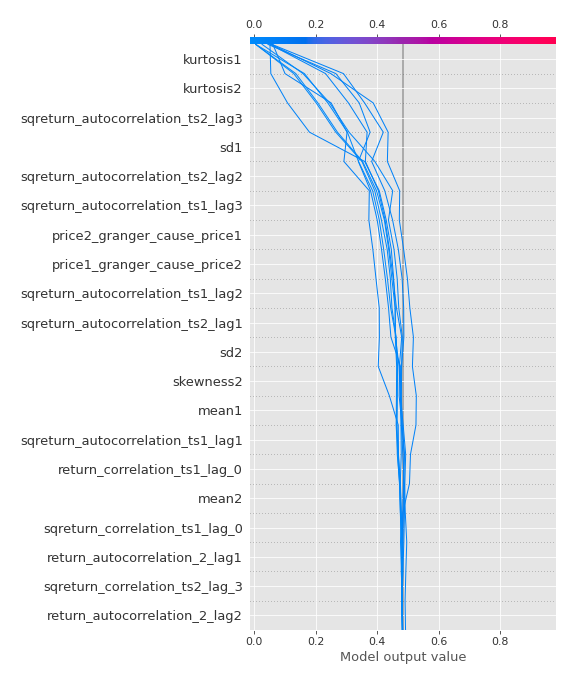 0.0 0.2 0.4 0.6 0.8
kurtosis1
kurtosis2
sqreturn_autocorrelation_ts2_lag3
sd1
sqreturn_autocorrelation_ts2_lag2
sqreturn_autocorrelation_ts1_lag3
price2_granger_cause_price1
price1_granger_cause_price2
sqreturn_autocorrelation_ts1_lag2
sqreturn_autocorrelation_ts2_lag1
sd2
skewness2
mean1
sqreturn_autocorrelation_ts1_lag1
return_correlation_ts1_lag_0
mean2
sqreturn_correlation_ts1_lag_0
return_autocorrelation_2_lag1
sqreturn_correlation_ts2_lag_3
return_autocorrelation_2_lag2
0.0 0.2 0.4 0.6 0.8
Model output value